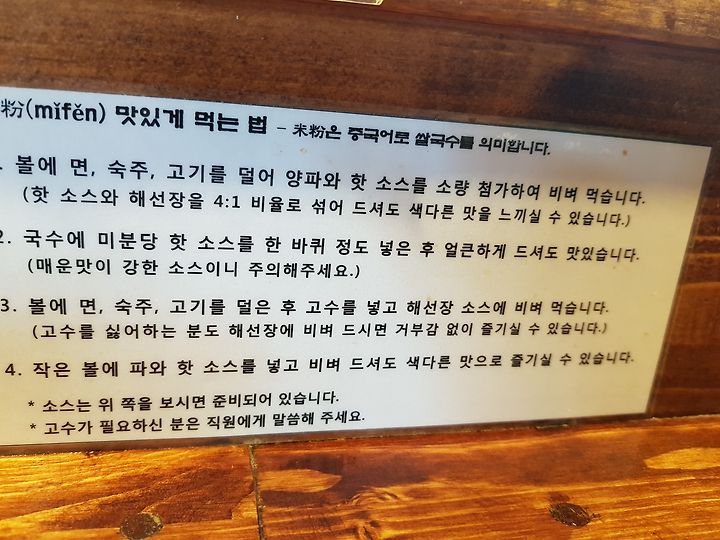 粉(mǐfěn) 맛있게 먹는 법 - 米粉은 중국어로 쌀국수를 의미합니다.
. 볼에 면, 숙주, 고기를 덜어 양파와 핫 소스를 소량 첨가하여 비벼 먹습니다.
(핫 소스와 해선장을 4:1 비율로 섞어 드셔도 색다른 맛을 느끼실 수 있습니다.)
2. 국수에 미분당 핫 소스를 한 바퀴 정도 넣은 후 얼큰하게 드셔도 맛있습니다.
(매운맛이 강한 소스이니 주의해주세요.)
3. 볼에 면, 숙주, 고기를 덜은 후 고수를 넣고 해선장 소스에 비벼 먹습니다.
(고수를 싫어하는 분도 해선장에 비벼 드시면 거부감 없이 즐기실 수 있습니다.)
4. 작은 볼에 파와 핫 소스를 넣고 비벼 드셔도 색다른 맛으로 즐기실 수 있습니다.
* 소스는 위 쪽을 보시면 준비되어 있습니다.
* 고수가 필요하신 분은 직원에게 말씀해 주세요.